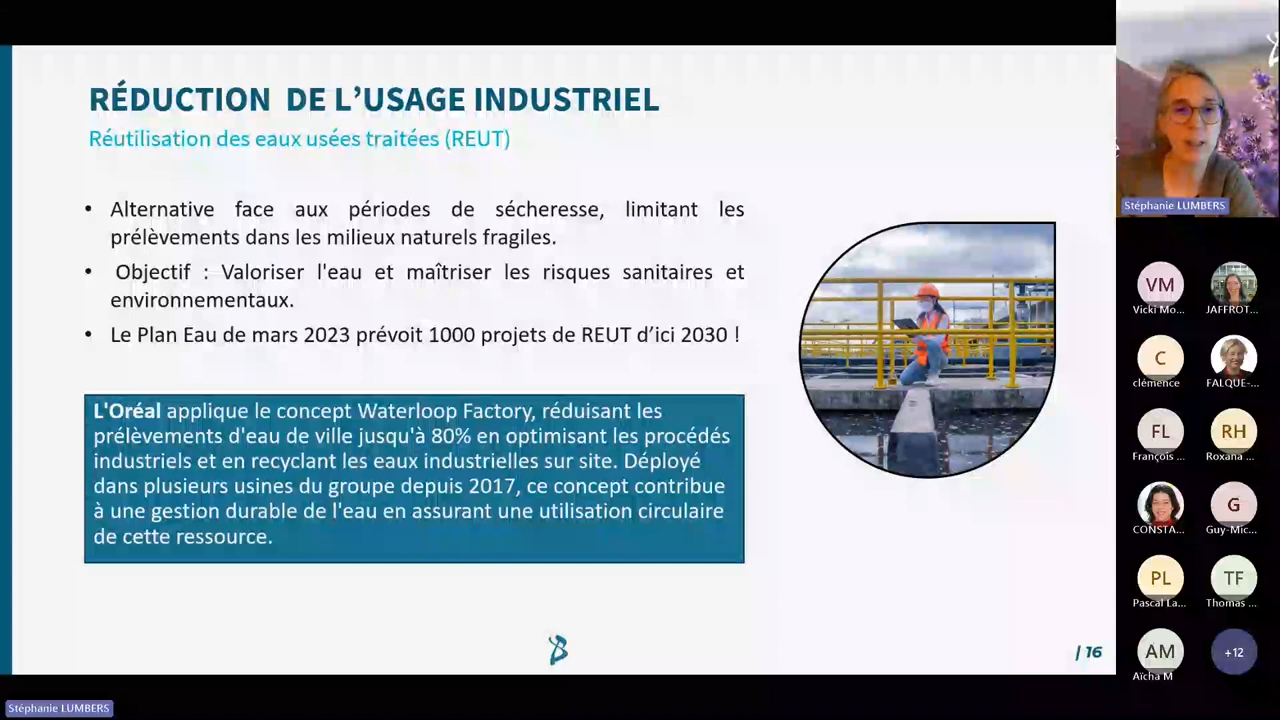 RÉDUCTION DE L’USAGE INDUSTRIEL
Réutilisation des eaux usées traitées (REUT)
• Alternative face aux périodes de sécheresse, limitant les
prélèvements dans les milieux naturels fragiles.
• Objectif : Valoriser l'eau et maîtriser les risques sanitaires et
environnementaux.
• Le Plan Eau de mars 2023 prévoit 1000 projets de REUT d’ici 2030 !
L'Oréal applique le concept Waterloop Factory, réduisant les
prélèvements d'eau de ville jusqu'à 80% en optimisant les procédés
industriels et en recyclant les eaux industrielles sur site. Déployé
dans plusieurs usines du groupe depuis 2017, ce concept contribue
à une gestion durable de l'eau en assurant une utilisation circulaire
de cette ressource.
/ 16
Stéphanie LUMBERS
Stéphanie LUMBERS
VM
Vicki Mo...
JAFFROT...
C
clémence
FALQUE-...
FL
François ...
RH
Roxana ...
CONSTA...
G
Guy-Mic...
PL
Pascal La...
TF
Thomas ...
AM
Aïcha M
+12